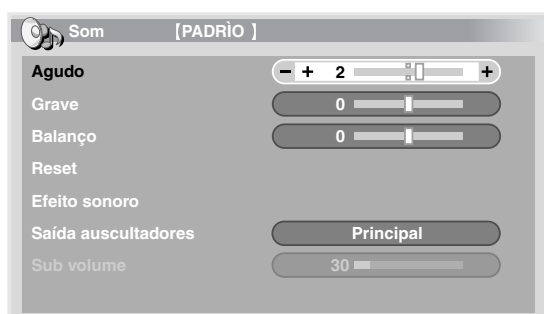 Som [PADRÌO ]
Agudo − + 2 +
Grave 0
Balanço 0
Reset
Efeito sonoro
Saída auscultadores Principal
Sub volume 30